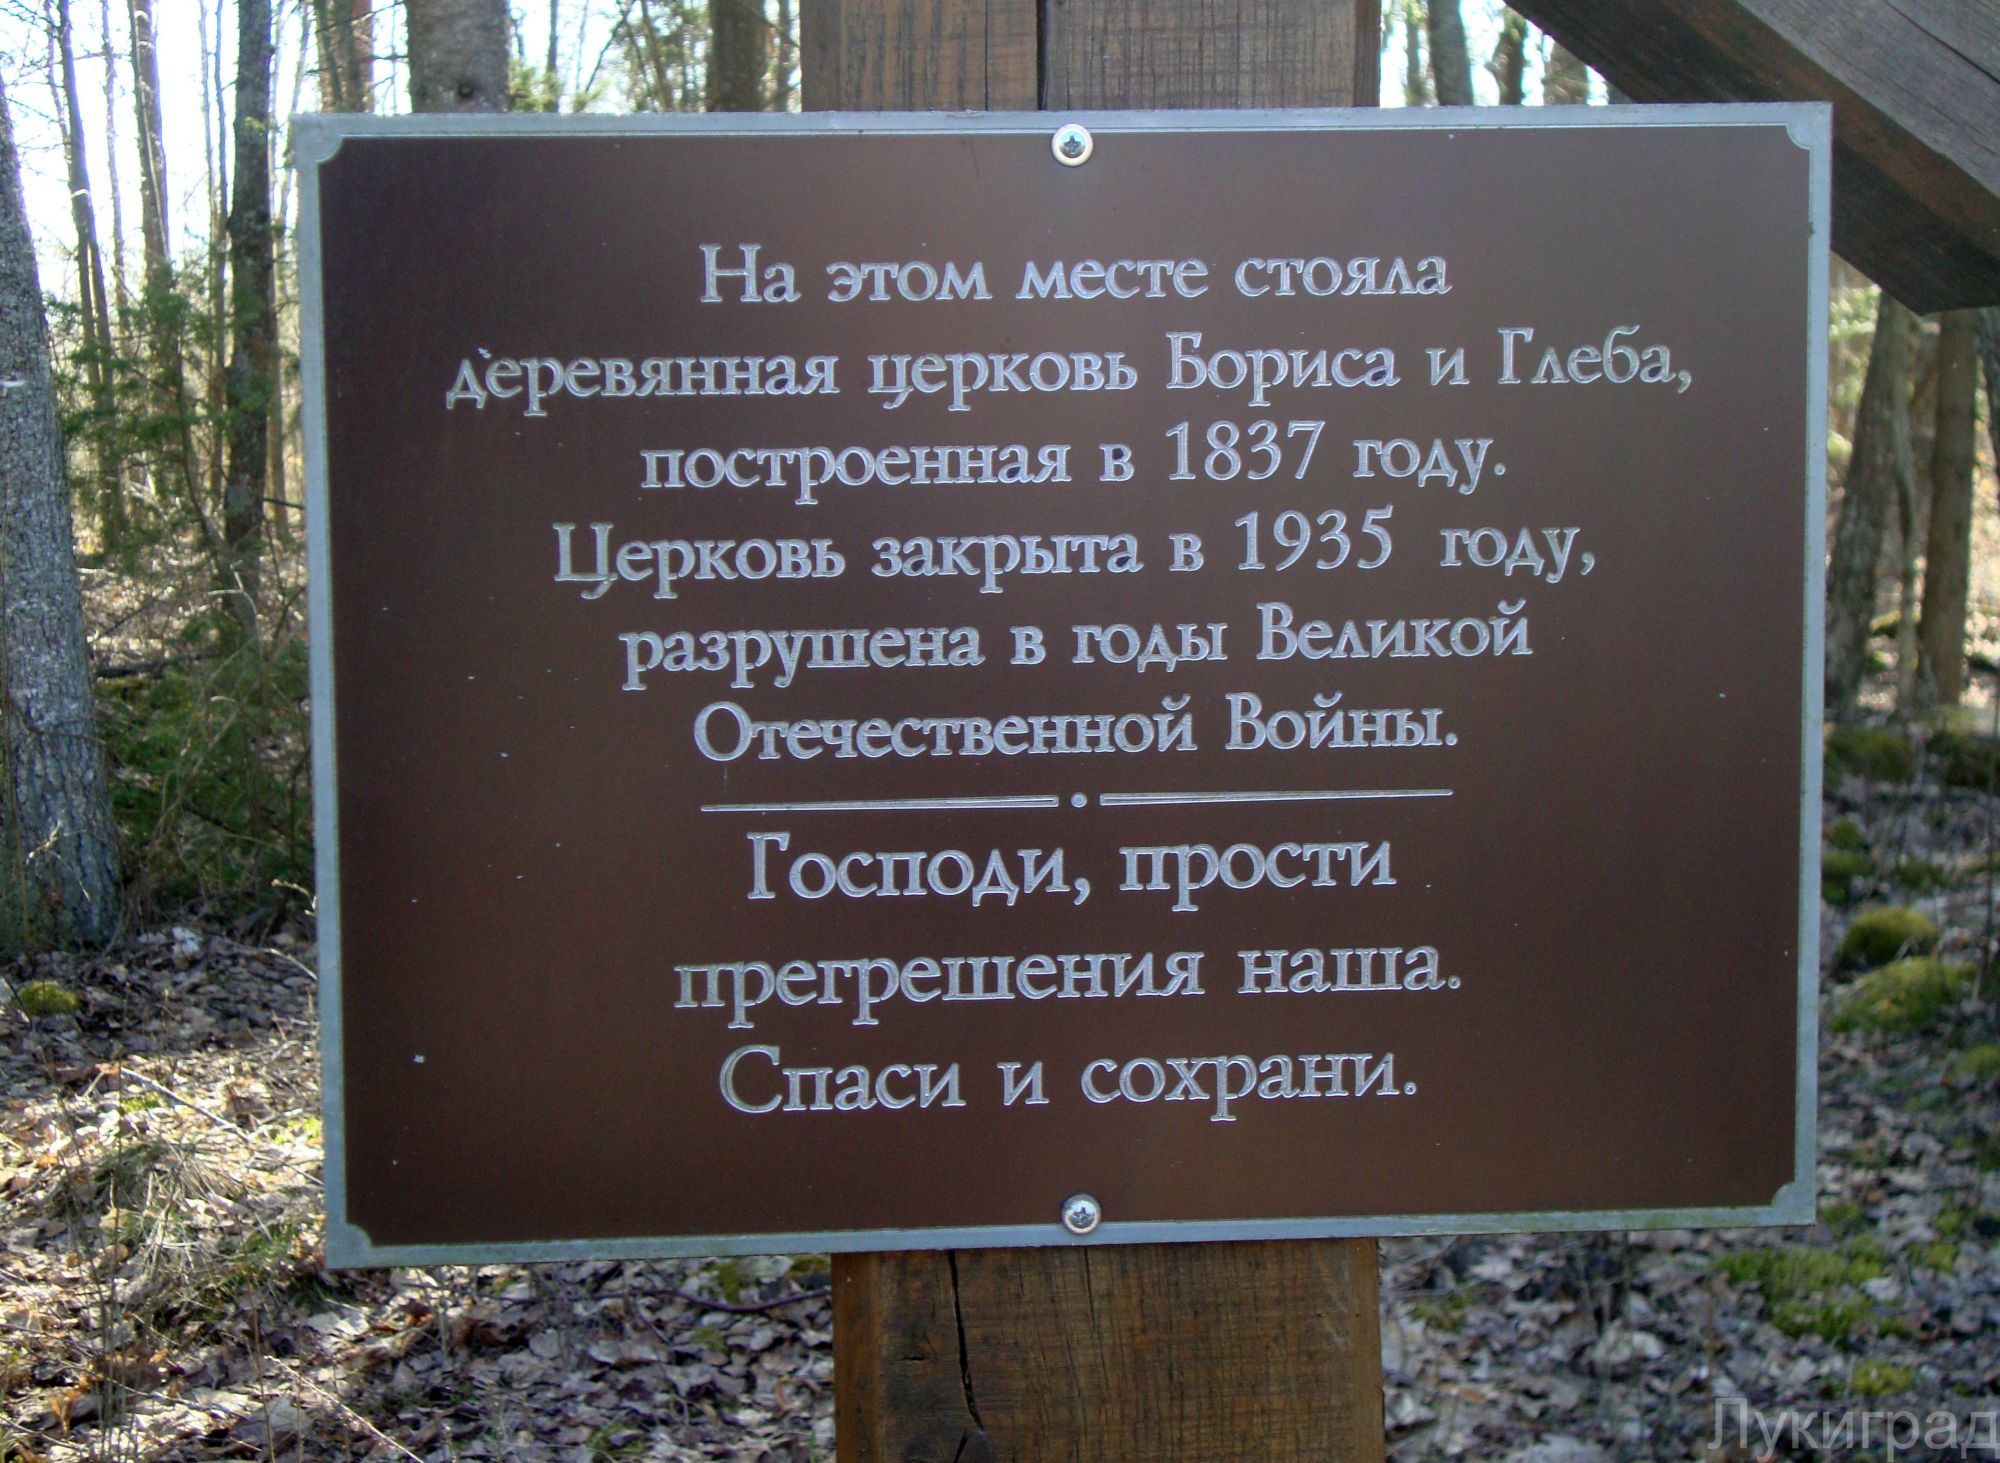 На этом месте стояла
деревянная церковь Бориса и Глеба,
построенная в 1837 году.
Церковь закрыта в 1935 году,
разрушена в годы Великой
Отечественной Войны.
Господи, прости
прегрешения наша.
Спаси и сохрани.
Лукиград